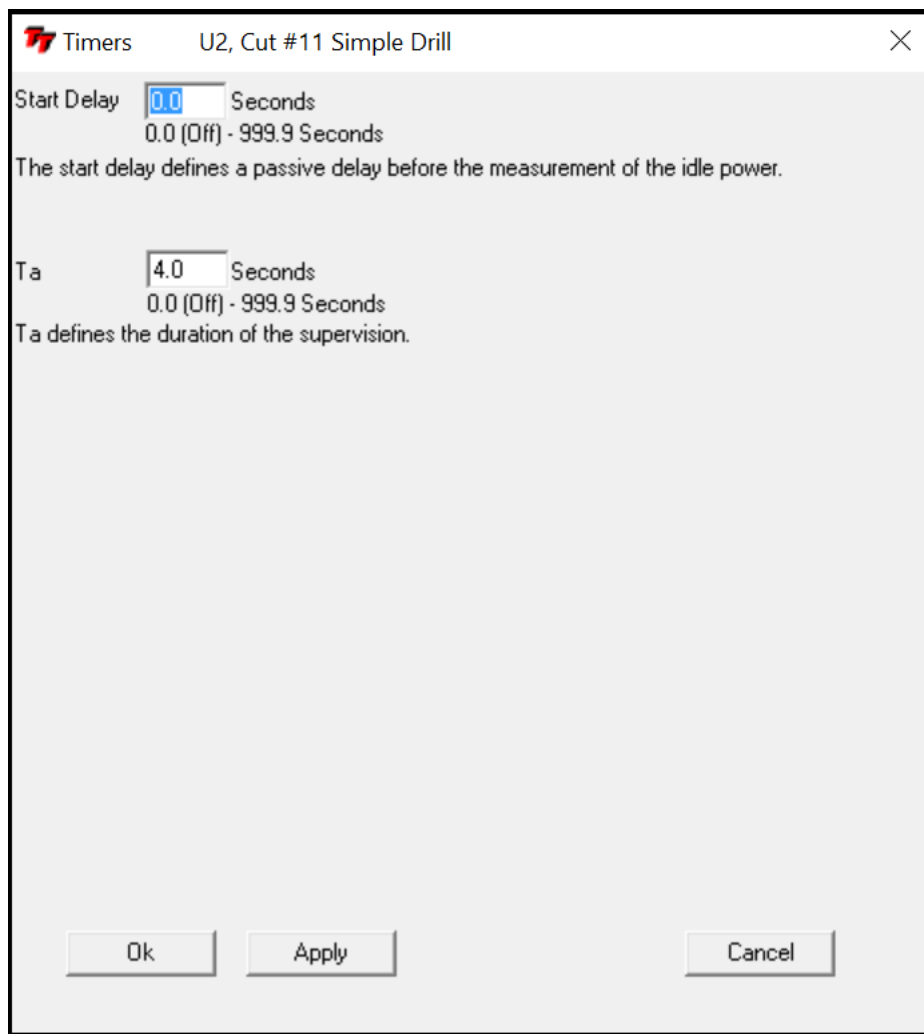 TT Timers U2, Cut #11 Simple Drill
Start Delay 0.0 Seconds
0.0 (Off) - 999.9 Seconds
The start delay defines a passive delay before the measurement of the idle power.
Ta 4.0 Seconds
0.0 (Off) - 999.9 Seconds
Ta defines the duration of the supervision.
Ok Apply Cancel